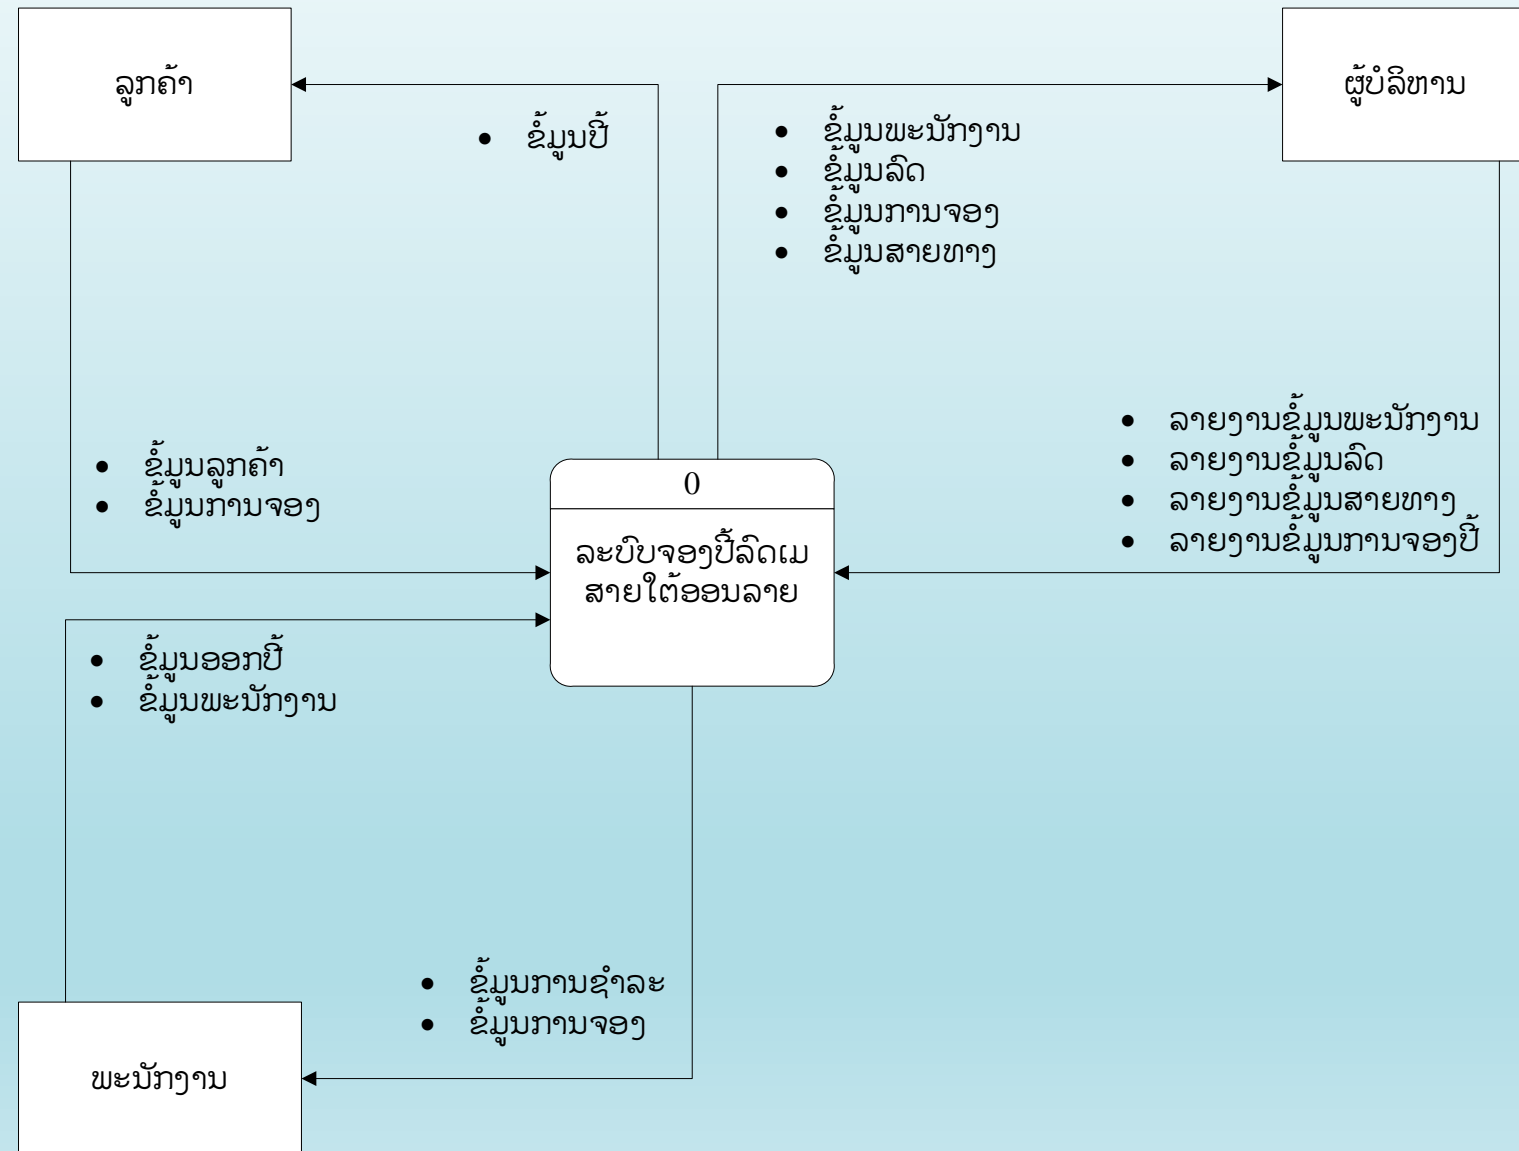 ລູກຄ້າ
ຜູ້ບໍລິຫານ
• ຂໍ້ມູນປີ້
• ຂໍ້ມູນພະນັກງານ
• ຂໍ້ມູນລົດ
• ຂໍ້ມູນການຈອງ
• ຂໍ້ມູນສາຍທາງ
• ຂໍ້ມູນລູກຄ້າ
• ຂໍ້ມູນການຈອງ
• ລາຍງານຂໍ້ມູນພະນັກງານ
• ລາຍງານຂໍ້ມູນລົດ
• ລາຍງານຂໍ້ມູນສາຍທາງ
• ລາຍງານຂໍ້ມູນການຈອງປີ້
0
ລະບົບຈອງປີ້ລົດເມ
ສາຍໃຕ້ອອນລາຍ
• ຂໍ້ມູນອອກປີ້
• ຂໍ້ມູນພະນັກງານ
• ຂໍ້ມູນການຊຳລະ
• ຂໍ້ມູນການຈອງ
ພະນັກງານ